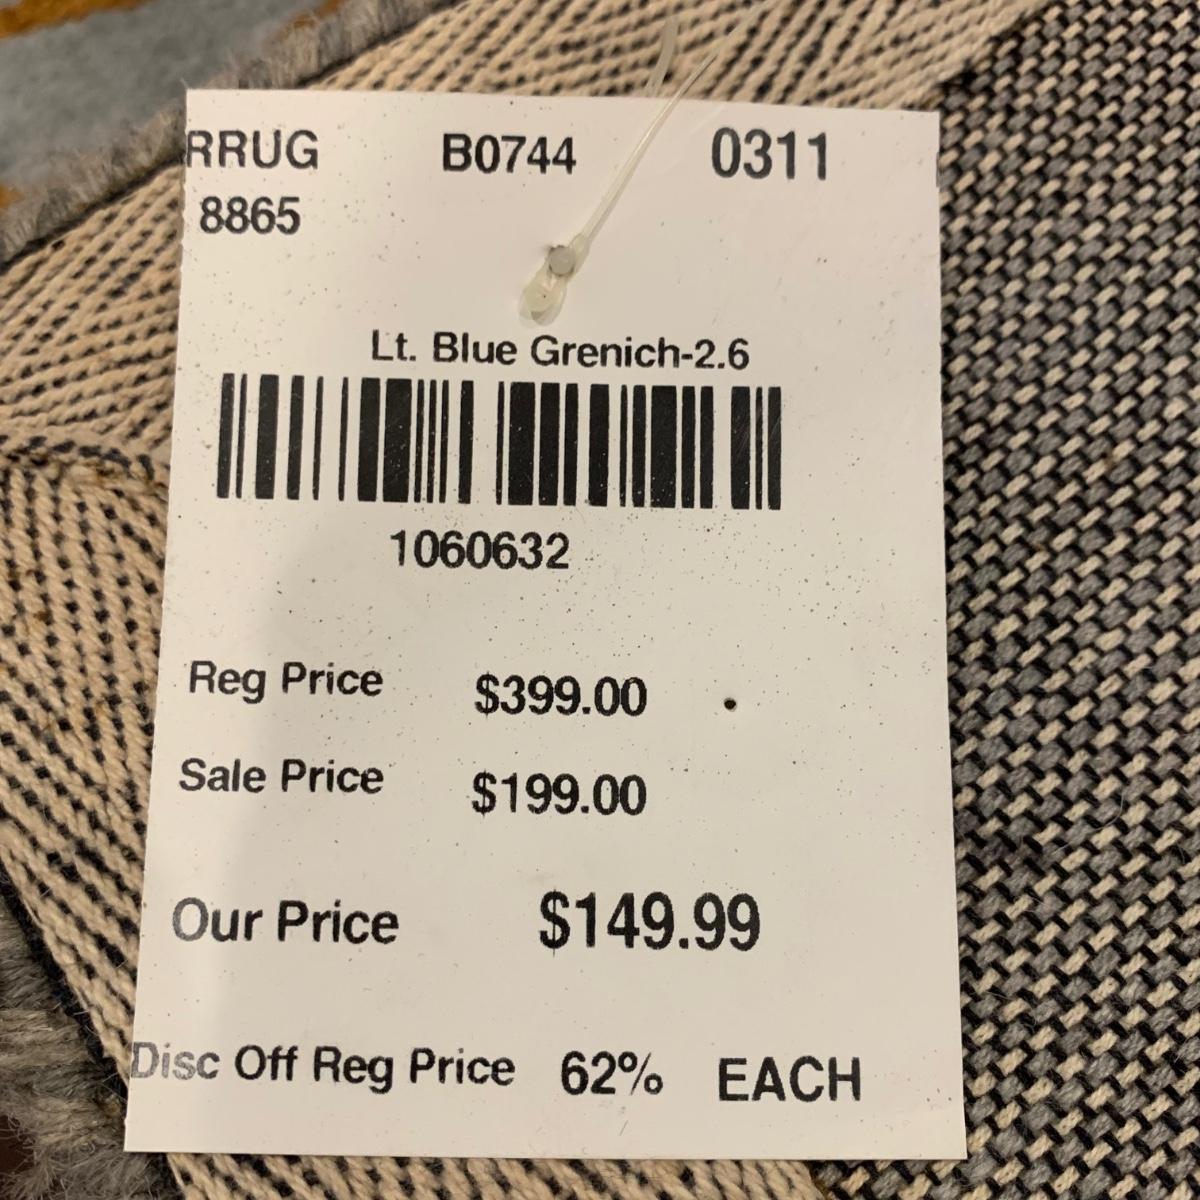 RRUG B0744 0311
8865
Lt. Blue Grenich-2.6
1060632
Reg Price $399.00
Sale Price $199.00
Our Price $149.99
Disc Off Reg Price 62% EACH